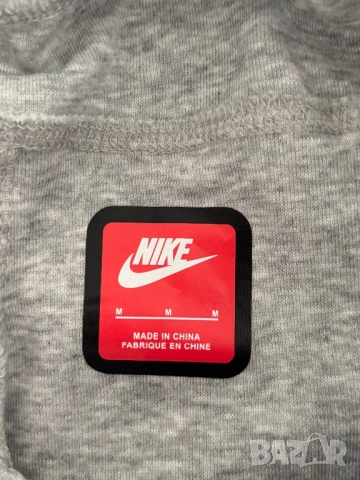 NIKE
M M M
MADE IN CHINA
FABRIQUE EN CHINE
BAZAR